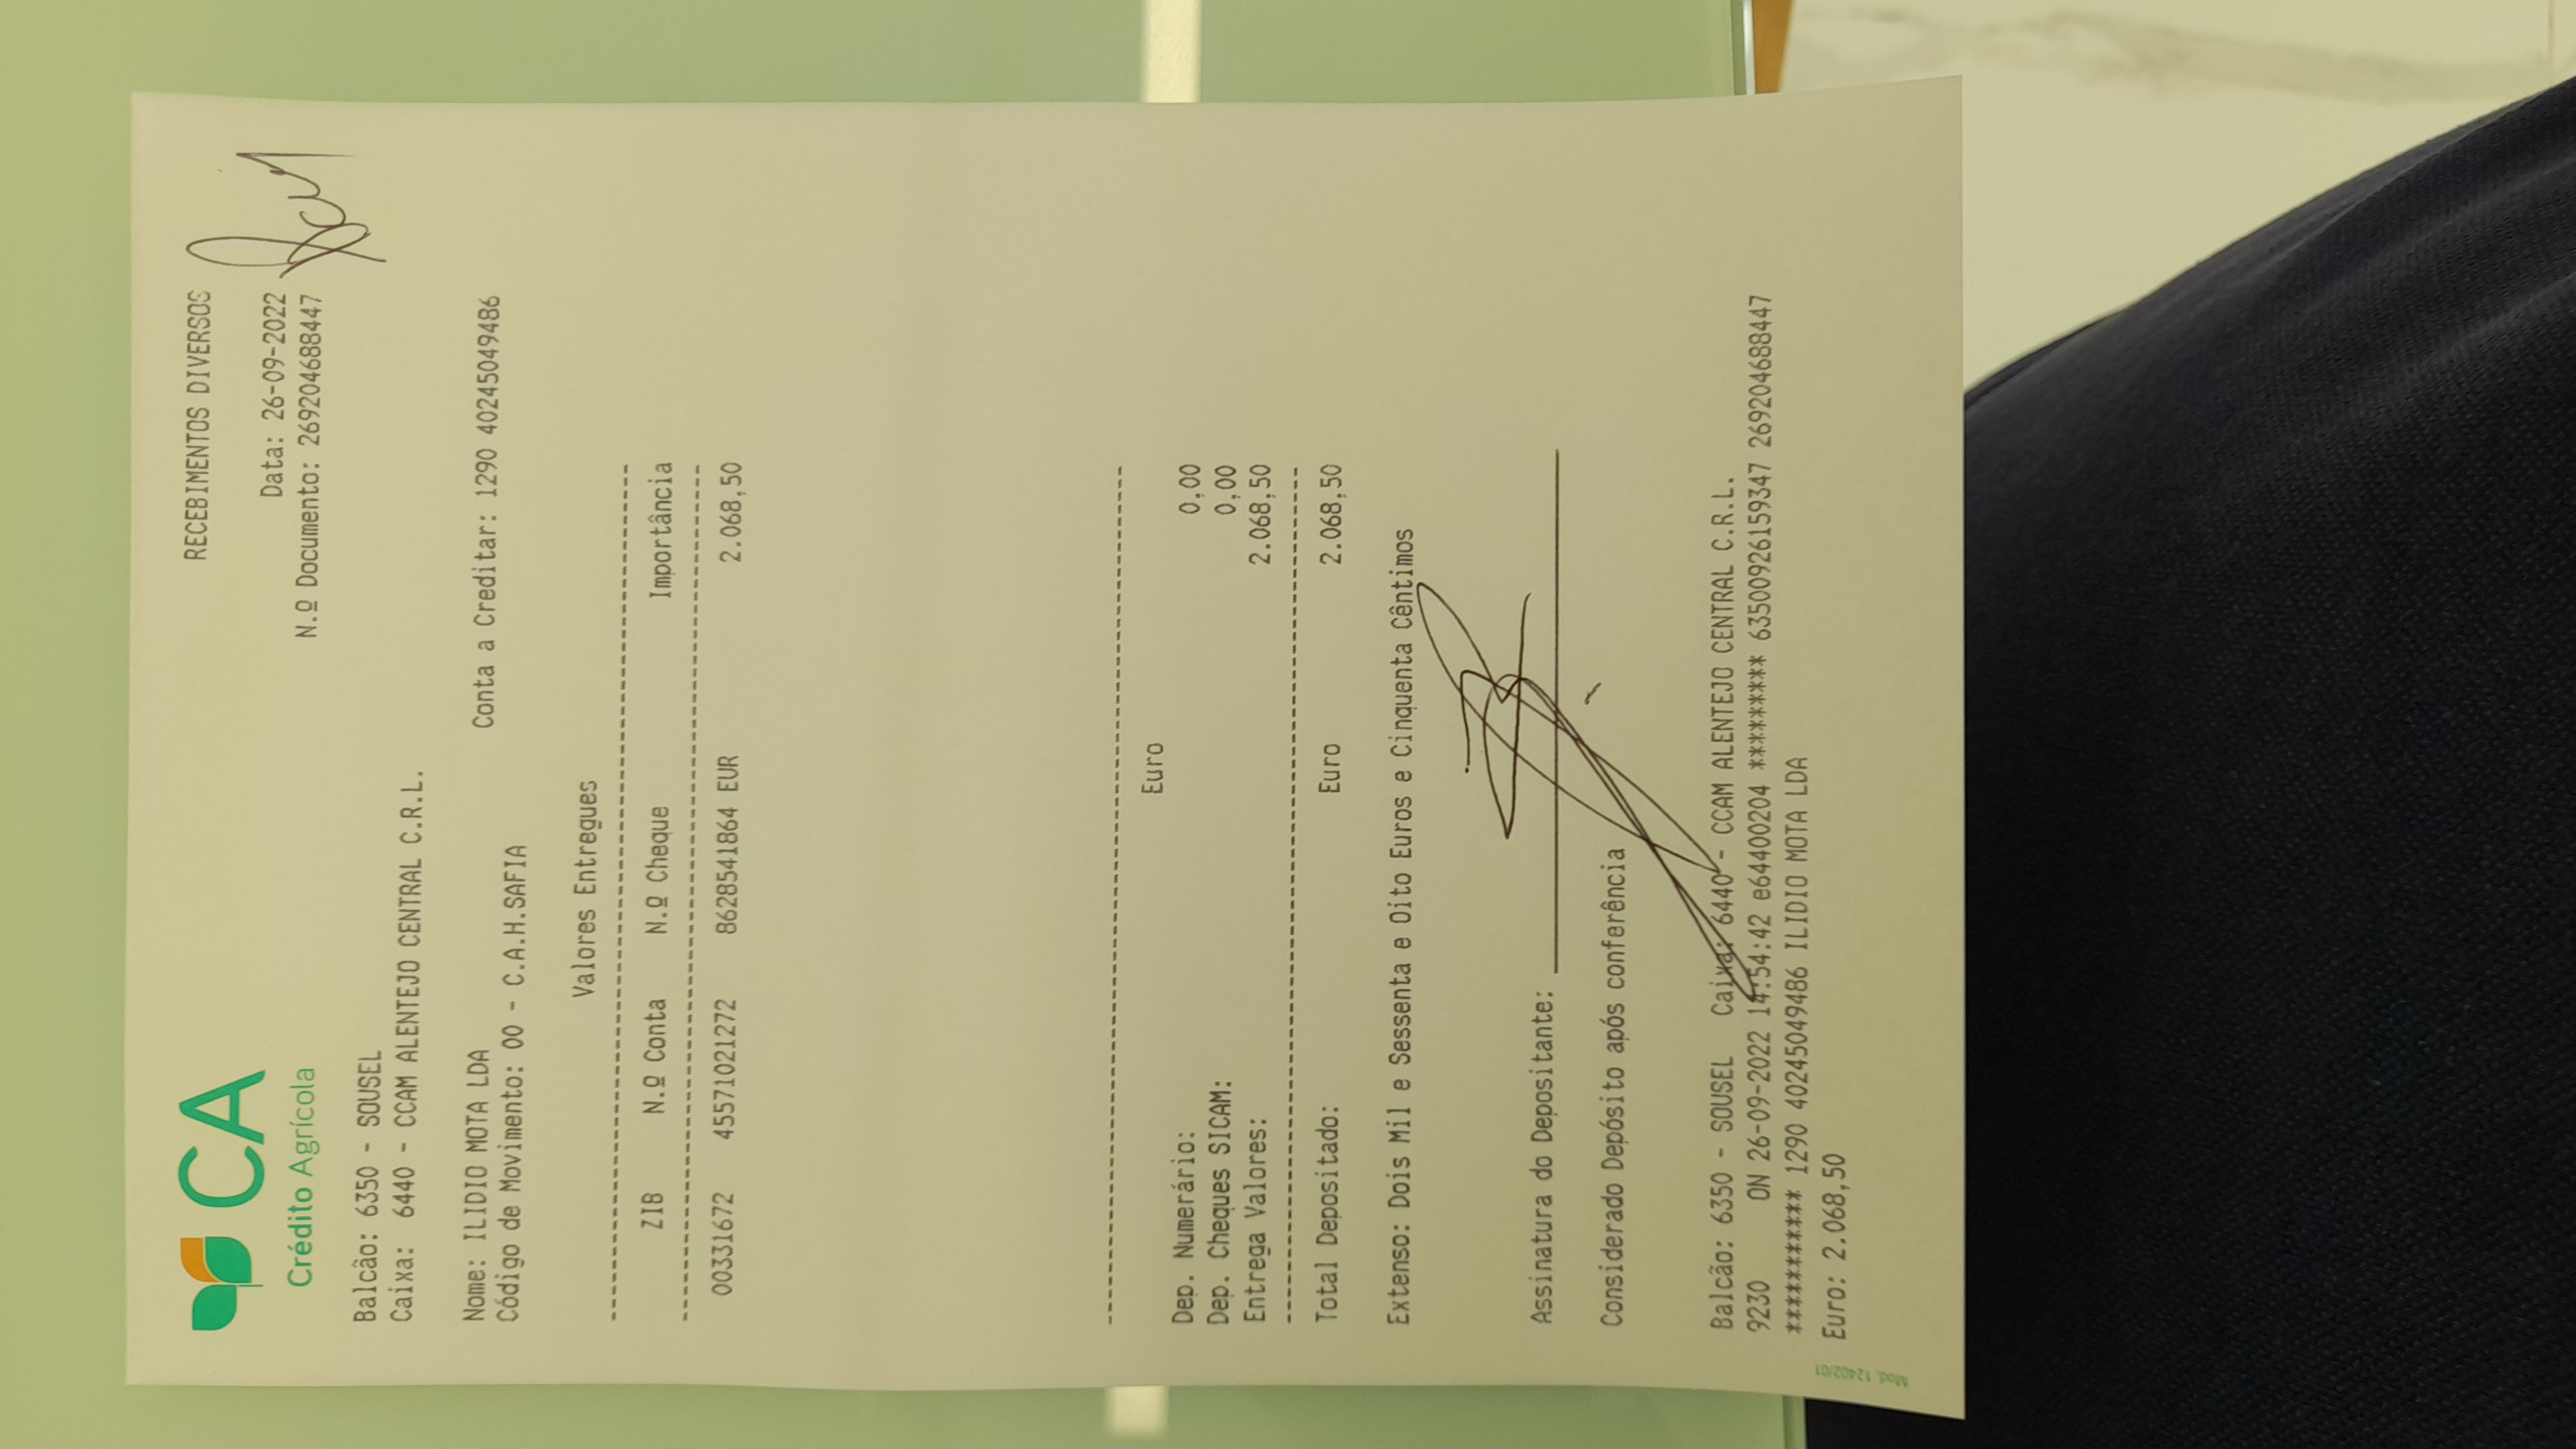 CA
Crédito Agrícola
RECEBIMENTOS DIVERSOS
Data: 26-09-2022
N.º Documento: 269204688447
Balcão: 6350 - SOUSEL
Caixa: 6440 - CCAM ALENTEJO CENTRAL C.R.L.
Nome: ILIDIO MOTA LDA Conta a Creditar: 1290 40245049486
Código de Movimento: 00 - C.A.H.SAFIA
Valores Entregues
ZIB N.º Conta N.º Cheque Importância
00331672 45571021272 8628541864 EUR 2.068,50
Euro
Dep. Numerário: 0,00
Dep. Cheques SICAM: 0,00
Entrega Valores: 2.068,50
Total Depositado: Euro 2.068,50
Extenso: Dois Mil e Sessenta e Oito Euros e Cinquenta Cêntimos
Assinatura do Depositante:
Considerado Depósito após conferência
Balcão: 6350 - SOUSEL Caixa: 6440 - CCAM ALENTEJO CENTRAL C.R.L.
9230 ON 26-09-2022 14:54:42 e64400204 ********* 63500926159347 269204688447
*********** 1290 40245049486 ILIDIO MOTA LDA
Euro: 2.068,50
Mod. 12402/01